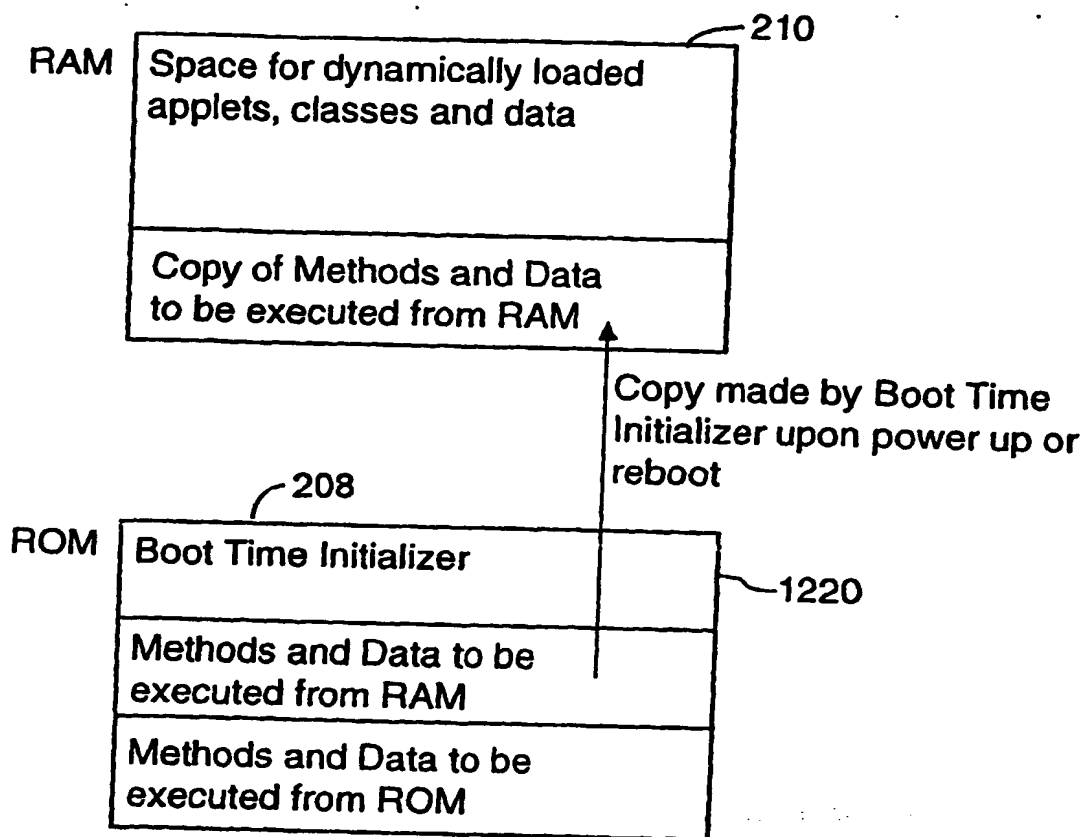 210
RAM
Space for dynamically loaded
applets, classes and data
Copy of Methods and Data
to be executed from RAM
Copy made by Boot Time
Initializer upon power up or
reboot
208
ROM
Boot Time Initializer
1220
Methods and Data to be
executed from RAM
Methods and Data to be
executed from ROM